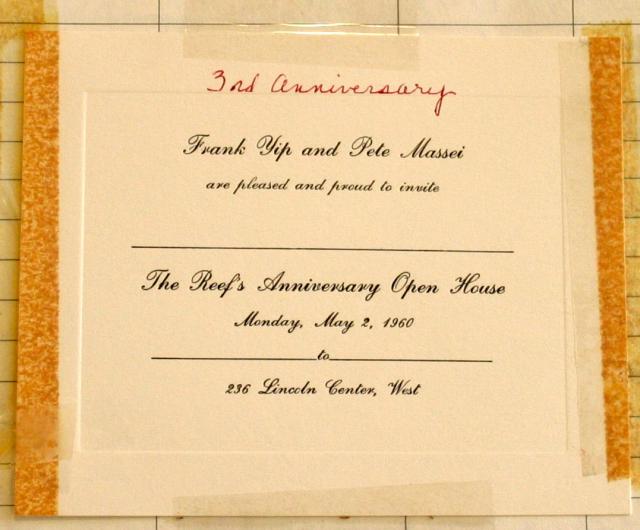 3rd Anniversary
Frank Yip and Pete Massei
are pleased and proud to invite
The Reef's Anniversary Open House
Monday, May 2, 1960
to
236 Lincoln Center, West